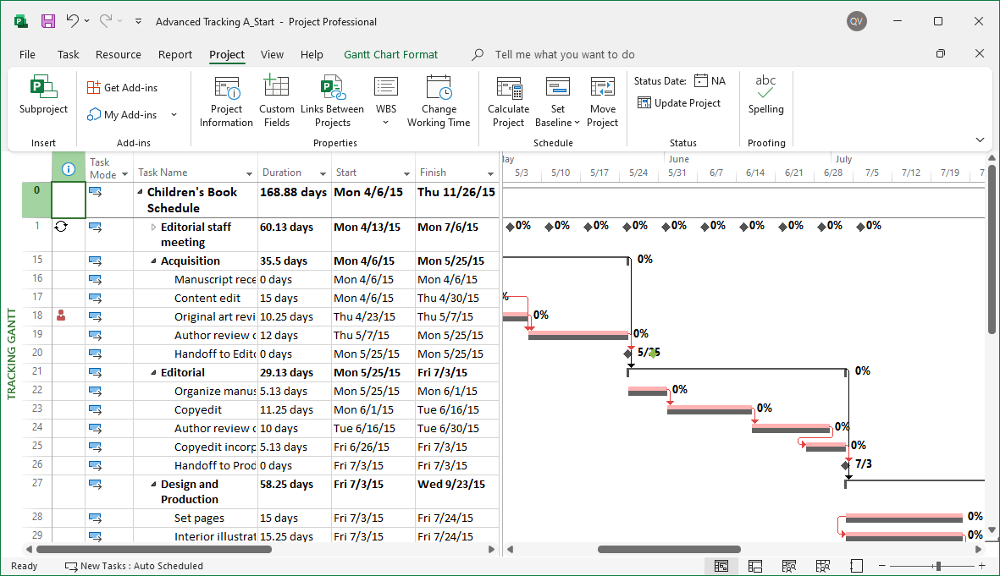 Advanced Tracking A_Start - Project Professional
QV
File Task Resource Report Project View Help Gantt Chart Format Tell me what you want to do
Subproject
Insert
Get Add-ins
My Add-ins
Add-ins
Project Information
Custom Fields
Links Between Projects
WBS
Change Working Time
Properties
Calculate Project
Set Baseline
Move Project
Schedule
Status Date: NA
Update Project
Status
abc
Spelling
Proofing
Task Mode Task Name Duration Start Finish
0 Children's Book Schedule 168.88 days Mon 4/6/15 Thu 11/26/15
1 Editorial staff meeting 60.13 days Mon 4/13/15 Mon 7/6/15
15 Acquisition 35.5 days Mon 4/6/15 Mon 5/25/15
16 Manuscript rece 0 days Mon 4/6/15 Mon 4/6/15
17 Content edit 15 days Mon 4/6/15 Thu 4/30/15
18 Original art revi 10.25 days Thu 4/23/15 Thu 5/7/15
19 Author review c 12 days Thu 5/7/15 Mon 5/25/15
20 Handoff to Edito 0 days Mon 5/25/15 Mon 5/25/15
21 Editorial 29.13 days Mon 5/25/15 Fri 7/3/15
22 Organize manus 5.13 days Mon 5/25/15 Mon 6/1/15
23 Copyedit 11.25 days Mon 6/1/15 Tue 6/16/15
24 Author review c 10 days Tue 6/16/15 Tue 6/30/15
25 Copyedit incorp 5.13 days Fri 6/26/15 Fri 7/3/15
26 Handoff to Prod 0 days Fri 7/3/15 Fri 7/3/15
27 Design and Production 58.25 days Fri 7/3/15 Wed 9/23/15
28 Set pages 15 days Fri 7/3/15 Fri 7/24/15
29 Interior illustrat 15.25 days Fri 7/3/15 Fri 7/24/15
TRACKING GANTT
June July
5/3 5/10 5/17 5/24 5/31 6/7 6/14 6/21 6/28 7/5 7/12 7/19
0% 0% 0% 0% 0% 0% 0% 0% 0% 0%
0%
%
0%
0%
5/25
0%
0%
0%
0%
0%
7/3
0%
0%
Ready New Tasks : Auto Scheduled